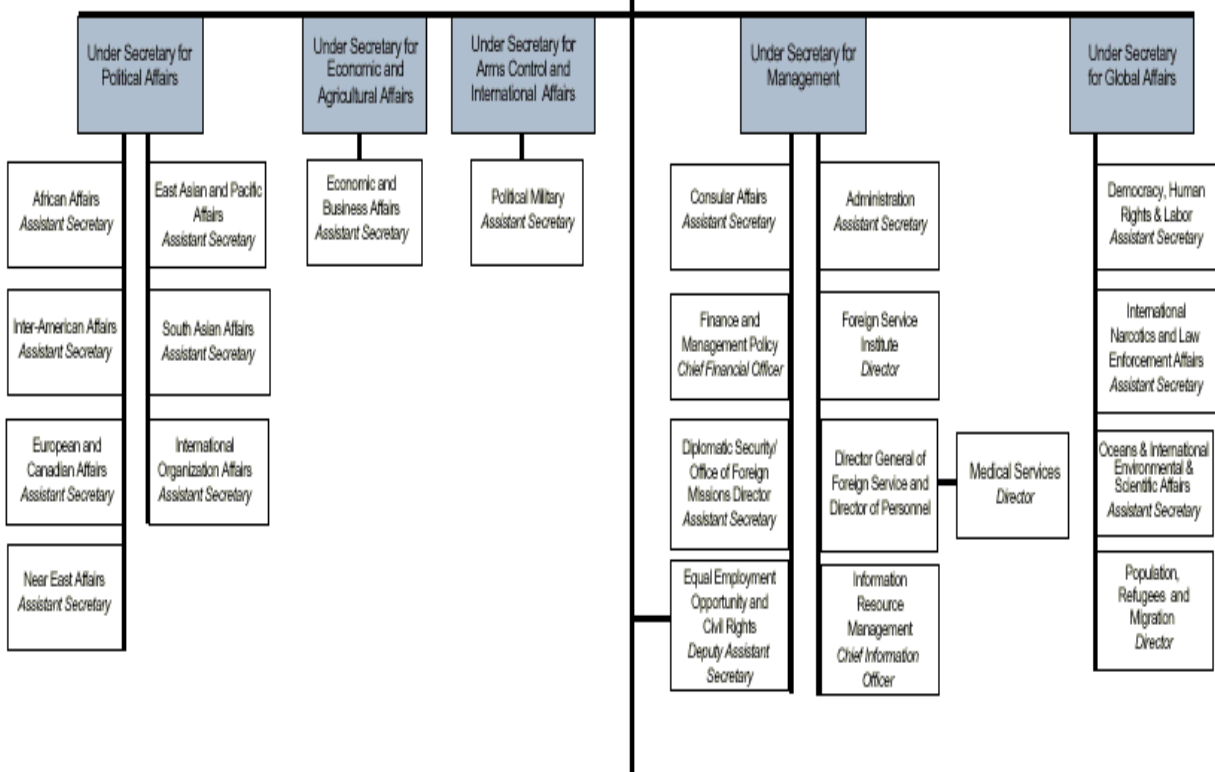 Under Secretary for
Political Affairs
Under Secretary for
Economic and
Agricultural Affairs
Under Secretary for
Arms Control and
International Affairs
Under Secretary for
Management
Under Secretary
for Global Affairs
African Affairs
Assistant Secretary
East Asian and Pacific
Affairs
Assistant Secretary
Economic and
Business Affairs
Assistant Secretary
Political Military
Assistant Secretary
Consular Affairs
Assistant Secretary
Administration
Assistant Secretary
Democracy, Human
Rights & Labor
Assistant Secretary
Inter-American Affairs
Assistant Secretary
South Asian Affairs
Assistant Secretary
Finance and
Management Policy
Chief Financial Officer
Foreign Service
Institute
Director
International
Narcotics and Law
Enforcement Affairs
Assistant Secretary
European and
Canadian Affairs
Assistant Secretary
International
Organization Affairs
Assistant Secretary
Diplomatic Security/
Office of Foreign
Missions Director
Assistant Secretary
Director General of
Foreign Service and
Director of Personnel
Medical Services
Director
Oceans & International
Environmental &
Scientific Affairs
Assistant Secretary
Near East Affairs
Assistant Secretary
Equal Employment
Opportunity and
Civil Rights
Deputy Assistant
Secretary
Information
Resource
Management
Chief Information
Officer
Population,
Refugees and
Migration
Director